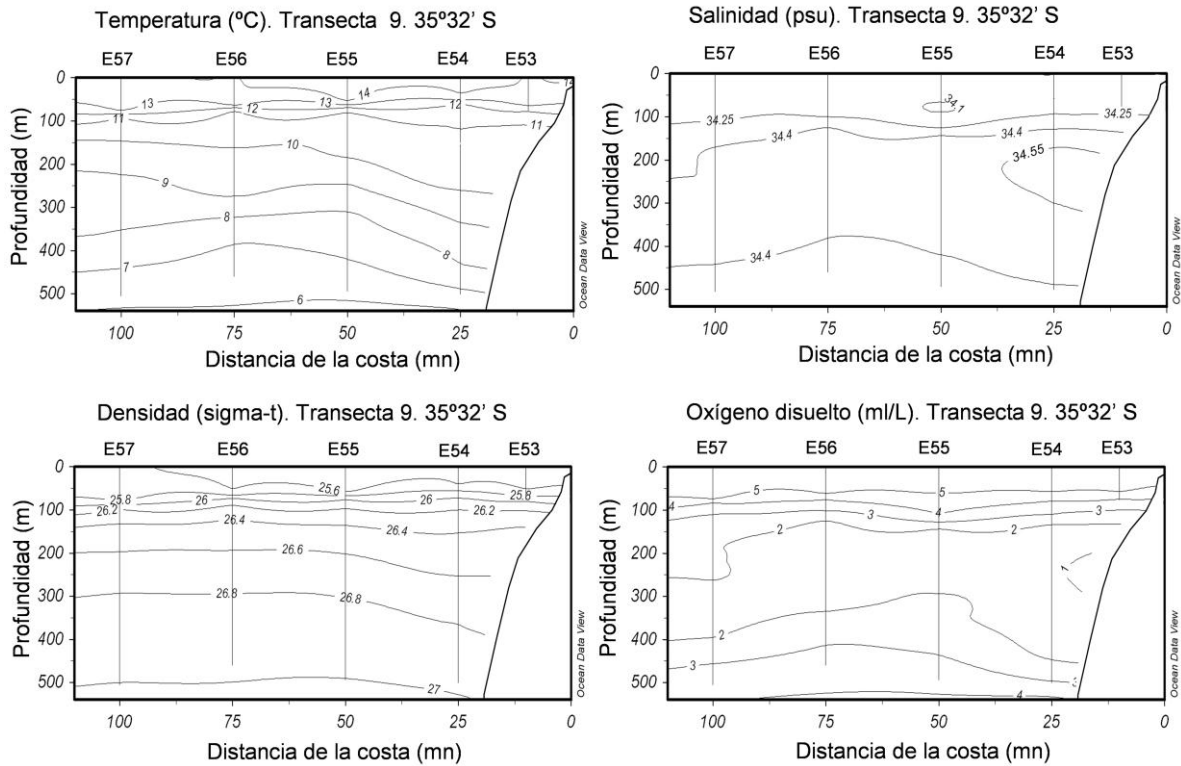 Temperatura (ºC). Transecta 9. 35º32’ S
E57 E56 E55 E54 E53
0
100
200
300
400
500
Profundidad (m)
14
14
13 13
12 12
11 11
10
9
8
8
7
6
100 75 50 25 0
Distancia de la costa (mn)
Ocean Data View
Salinidad (psu). Transecta 9. 35º32’ S
E57 E56 E55 E54 E53
0
100
200
300
400
500
Profundidad (m)
34.1
34.25 34.25
34.4 34.4
34.55
34.4
100 75 50 25 0
Distancia de la costa (mn)
Ocean Data View
Densidad (sigma-t). Transecta 9. 35º32’ S
E57 E56 E55 E54 E53
0
100
200
300
400
500
Profundidad (m)
25.6
25.8 26 26 25.8
26.2 26.2
26.4 26.4
26.6
26.8 26.8
27
100 75 50 25 0
Distancia de la costa (mn)
Ocean Data View
Oxígeno disuelto (ml/L). Transecta 9. 35º32’ S
E57 E56 E55 E54 E53
0
100
200
300
400
500
Profundidad (m)
5 5
4 4
3 3
2 2
1
2
3 3
4
100 75 50 25 0
Distancia de la costa (mn)
Ocean Data View